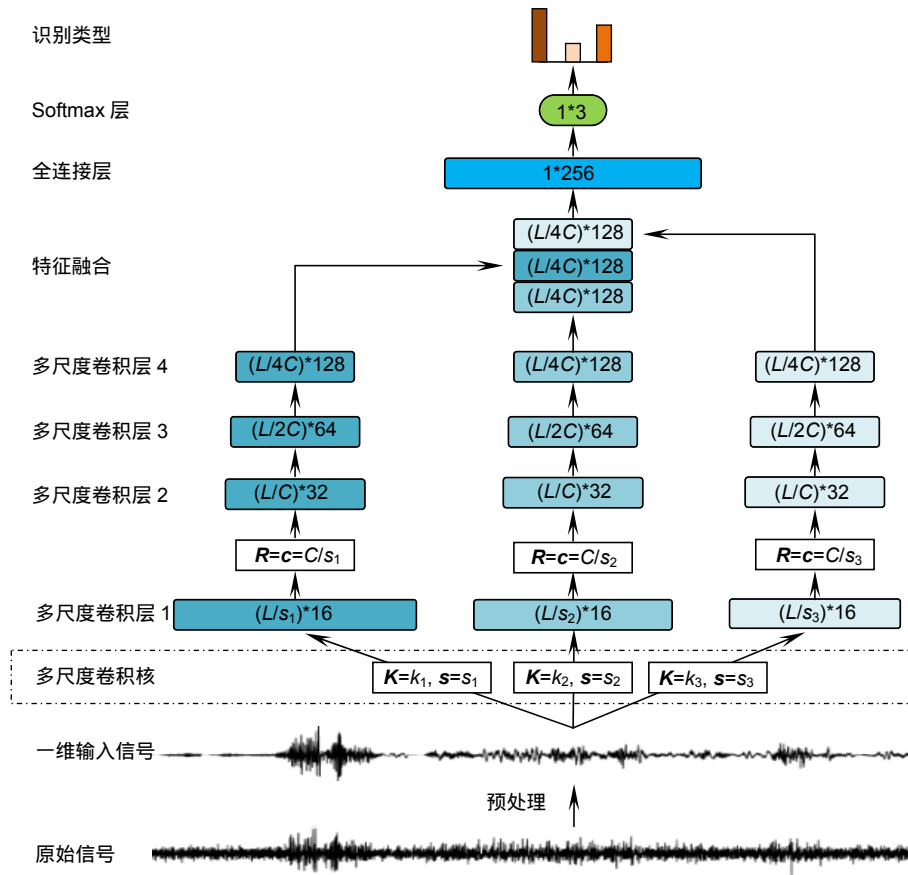 识别类型
Softmax 层
1*3
全连接层
1*256
(L/4C)*128
特征融合
(L/4C)*128
(L/4C)*128
多尺度卷积层 4
(L/4C)*128
(L/4C)*128
(L/4C)*128
多尺度卷积层 3
(L/2C)*64
(L/2C)*64
(L/2C)*64
多尺度卷积层 2
(L/C)*32
(L/C)*32
(L/C)*32
R=c=C/s₁
R=c=C/s₂
R=c=C/s₃
多尺度卷积层 1
(L/s₁)*16
(L/s₂)*16
(L/s₃)*16
多尺度卷积核
K=k₁, s=s₁
K=k₂, s=s₂
K=k₃, s=s₃
一维输入信号
预处理
原始信号